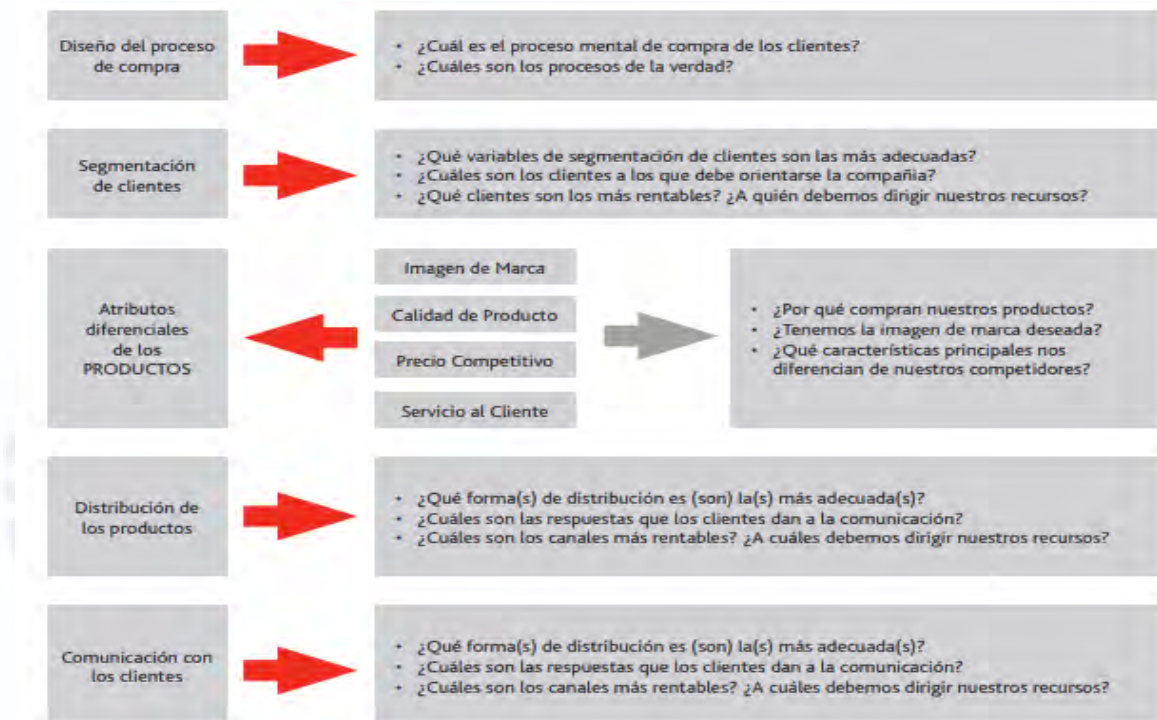 Diseño del proceso
de compra
• ¿Cuál es el proceso mental de compra de los clientes?
• ¿Cuáles son los procesos de la verdad?
Segmentación
de clientes
• ¿Qué variables de segmentación de clientes son las más adecuadas?
• ¿Cuáles son los clientes a los que debe orientarse la compañia?
• ¿Qué clientes son los más rentables? ¿A quién debemos dirigir nuestros recursos?
Atributos
diferenciales
de los
PRODUCTOS
Imagen de Marca
Calidad de Producto
Precio Competitivo
Servicio al Cliente
• ¿Por qué compran nuestros productos?
• ¿Tenemos la imagen de marca deseada?
• ¿Qué características principales nos
diferencian de nuestros competidores?
Distribución de
los productos
• ¿Qué forma(s) de distribución es (son) la(s) más adecuada(s)?
• ¿Cuáles son las respuestas que los clientes dan a la comunicación?
• ¿Cuáles son los canales más rentables? ¿A cuáles debemos dirigir nuestros recursos?
Comunicación con
los clientes
• ¿Qué forma(s) de distribución es (son) la(s) más adecuada(s)?
• ¿Cuáles son las respuestas que los clientes dan a la comunicación?
• ¿Cuáles son los canales más rentables? ¿A cuáles debemos dirigir nuestros recursos?